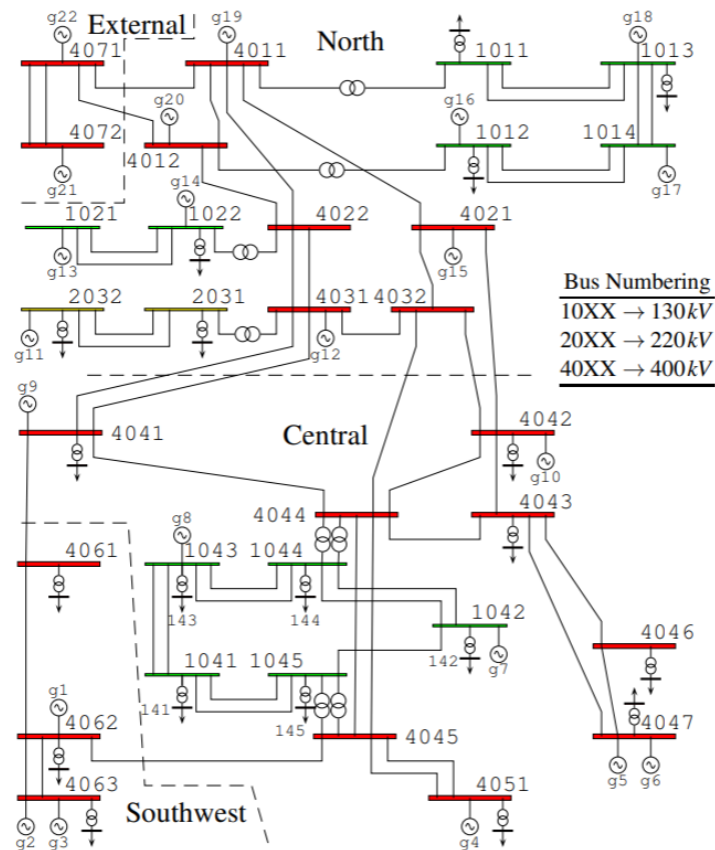 g22
External
g19
North
g18
4071
4011
1011
1013
g20
g16
4072
4012
1012
1014
g21
g14
g17
1021
1022
4022
4021
g13
g15
2032
2031
4031
4032
g11
g12
Bus Numbering
10XX → 130kV
20XX → 220kV
40XX → 400kV
g9
4041
Central
4042
g10
4044
4043
g8
4061
1043
1044
143
144
1042
142
g7
1041
1045
4046
141
145
g1
4062
4045
4047
g5
g6
4063
4051
Southwest
g2
g3
g4